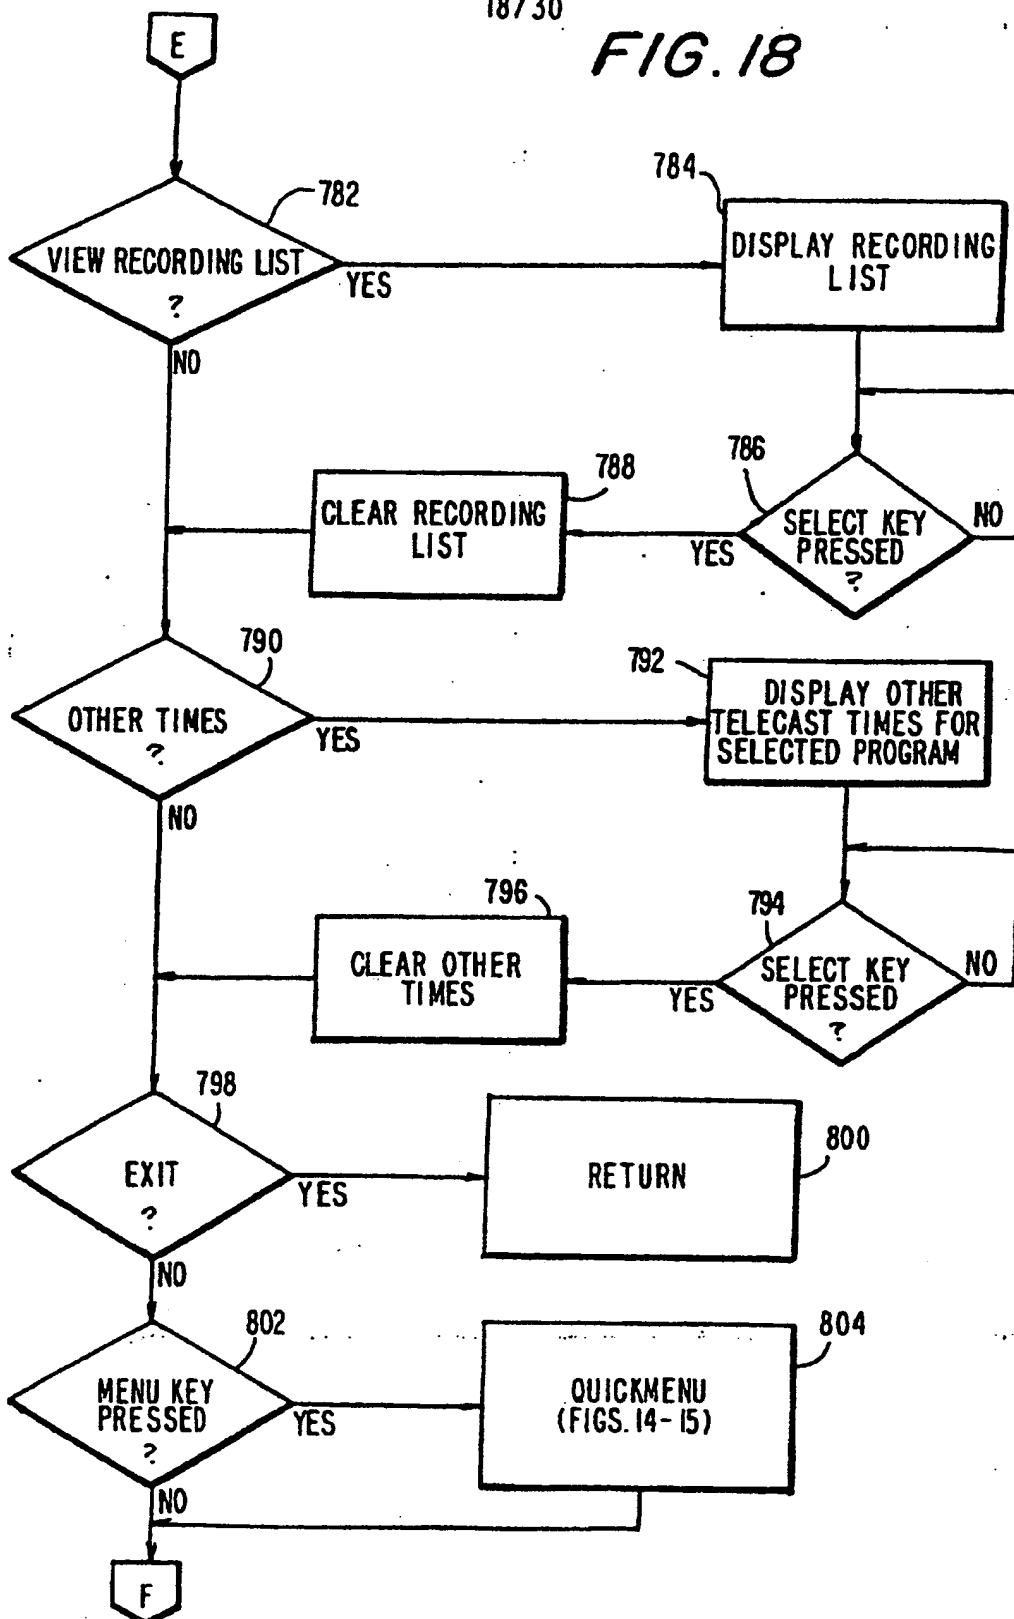 18/30
FIG. 18
E
782
VIEW RECORDING LIST
?
YES
NO
784
DISPLAY RECORDING
LIST
786
SELECT KEY
PRESSED
?
NO
YES
788
CLEAR RECORDING
LIST
790
OTHER TIMES
?
YES
NO
792
DISPLAY OTHER
TELECAST TIMES FOR
SELECTED PROGRAM
794
SELECT KEY
PRESSED
?
NO
YES
796
CLEAR OTHER
TIMES
798
EXIT
?
YES
NO
800
RETURN
802
MENU KEY
PRESSED
?
YES
NO
804
QUICKMENU
(FIGS. 14-15)
F